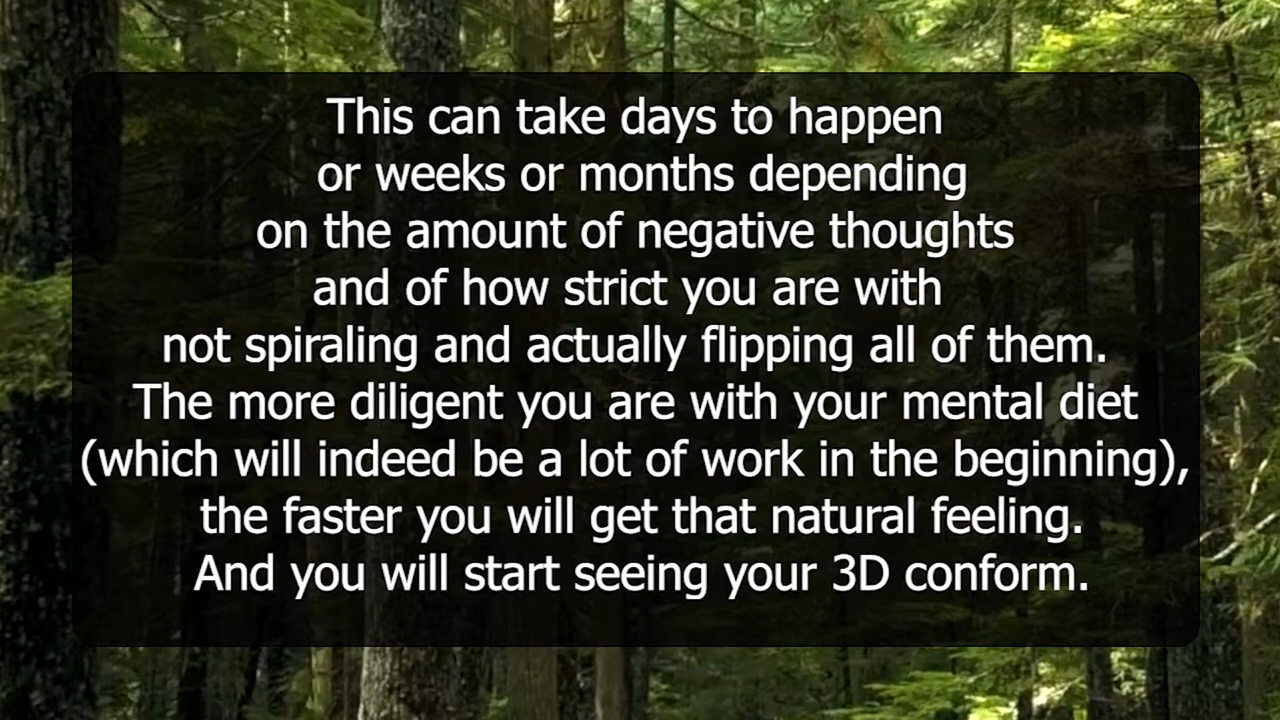 This can take days to happen
or weeks or months depending
on the amount of negative thoughts
and of how strict you are with
not spiraling and actually flipping all of them.
The more diligent you are with your mental diet
(which will indeed be a lot of work in the beginning),
the faster you will get that natural feeling.
And you will start seeing your 3D conform.